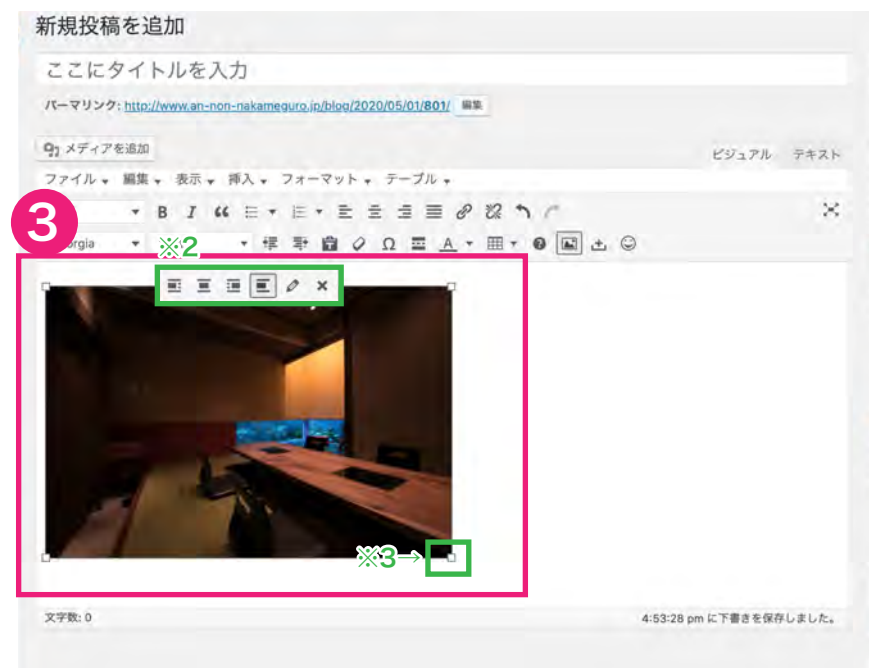 新規投稿を追加
ここにタイトルを入力
パーマリンク: http://www.an-non-nakameguro.jp/blog/2020/05/01/801/ 編集
メディアを追加
ビジュアル テキスト
ファイル 編集 表示 挿入 フォーマット テーブル
B I
3
※2
Ω A
※3→
文字数: 0
4:53:28 pm に下書きを保存しました。